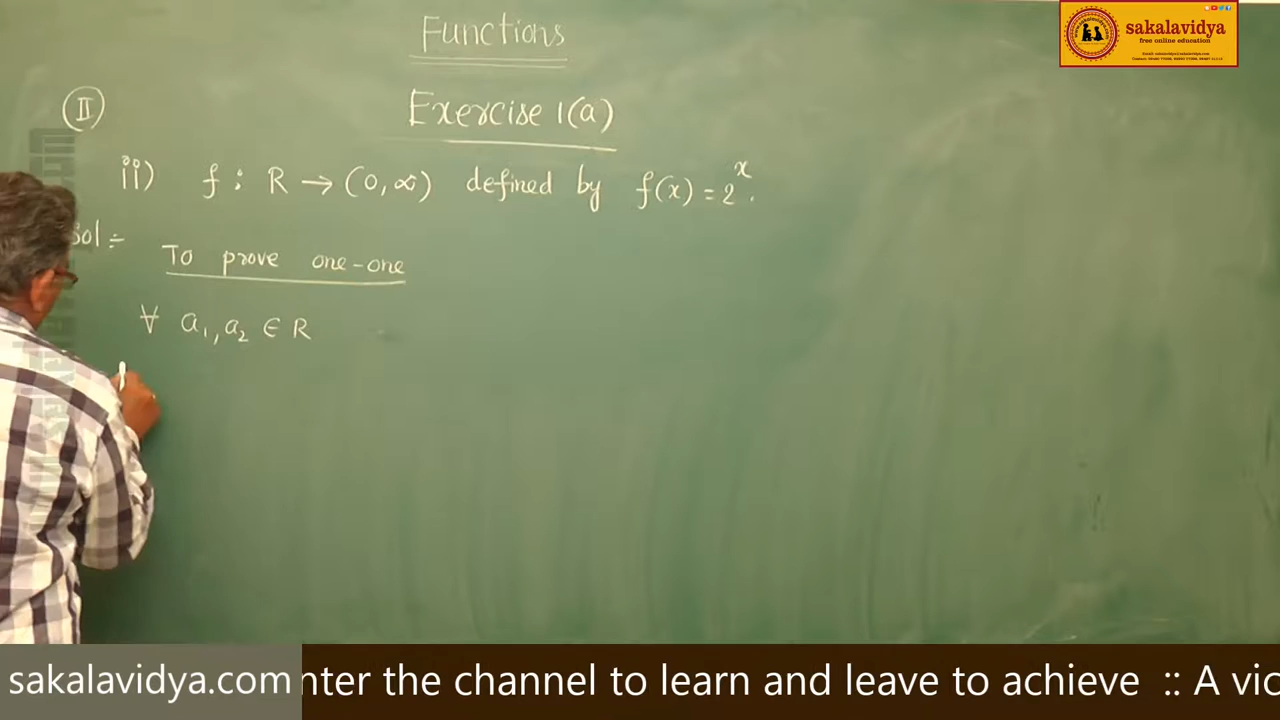 Functions
sakalavidya
free online education
II
Exercise 1(a)
ii) f : R → (0, ∞) defined by f(x) = 2^x.
Sol ÷
To prove one-one
∀ a₁, a₂ ∈ R
sakalavidya.com nter the channel to learn and leave to achieve :: A vic